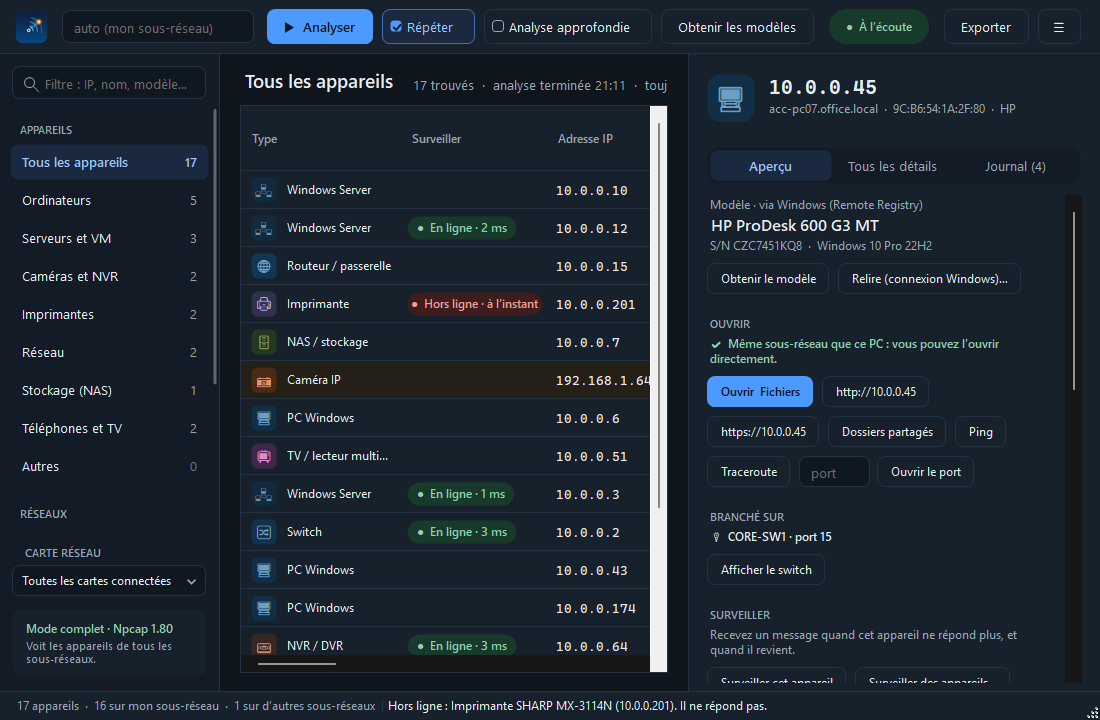 auto (mon sous-réseau)
Analyser
Répéter
Analyse approfondie
Obtenir les modèles
À l'écoute
Exporter
Filtre : IP, nom, modèle...
APPAREILS
Tous les appareils 17
Ordinateurs 5
Serveurs et VM 3
Caméras et NVR 2
Imprimantes 2
Réseau 2
Stockage (NAS) 1
Téléphones et TV 2
Autres 0
RÉSEAUX
CARTE RÉSEAU
Toutes les cartes connectées
Mode complet · Npcap 1.80
Voit les appareils de tous les
sous-réseaux.
Tous les appareils 17 trouvés · analyse terminée 21:11 · touj
Type Surveiller Adresse IP
Windows Server 10.0.0.10
Windows Server En ligne · 2 ms 10.0.0.12
Routeur / passerelle 10.0.0.15
Imprimante Hors ligne · à l'instant 10.0.0.201
NAS / stockage 10.0.0.7
Caméra IP 192.168.1.64
PC Windows 10.0.0.6
TV / lecteur multi... 10.0.0.51
Windows Server En ligne · 1 ms 10.0.0.3
Switch En ligne · 3 ms 10.0.0.2
PC Windows 10.0.0.43
PC Windows 10.0.0.174
NVR / DVR En ligne · 3 ms 10.0.0.64
10.0.0.45
acc-pc07.office.local · 9C:B6:54:1A:2F:80 · HP
Aperçu Tous les détails Journal (4)
Modèle · via Windows (Remote Registry)
HP ProDesk 600 G3 MT
S/N CZC7451KQ8 · Windows 10 Pro 22H2
Obtenir le modèle Relire (connexion Windows)...
OUVRIR
Même sous-réseau que ce PC : vous pouvez l'ouvrir
directement.
Ouvrir Fichiers http://10.0.0.45
https://10.0.0.45 Dossiers partagés Ping
Traceroute port Ouvrir le port
BRANCHÉ SUR
CORE-SW1 · port 15
Afficher le switch
SURVEILLER
Recevez un message quand cet appareil ne répond plus, et
quand il revient.
Surveiller cet appareil Surveiller des appareils...
17 appareils · 16 sur mon sous-réseau · 1 sur d'autres sous-réseaux Hors ligne : Imprimante SHARP MX-3114N (10.0.0.201). Il ne répond pas.